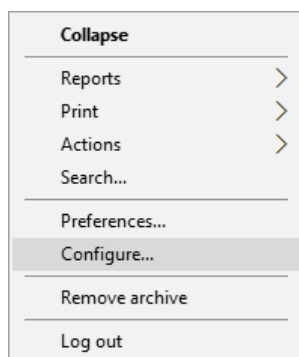 Collapse
Reports
Print
Actions
Search...
Preferences...
Configure...
Remove archive
Log out